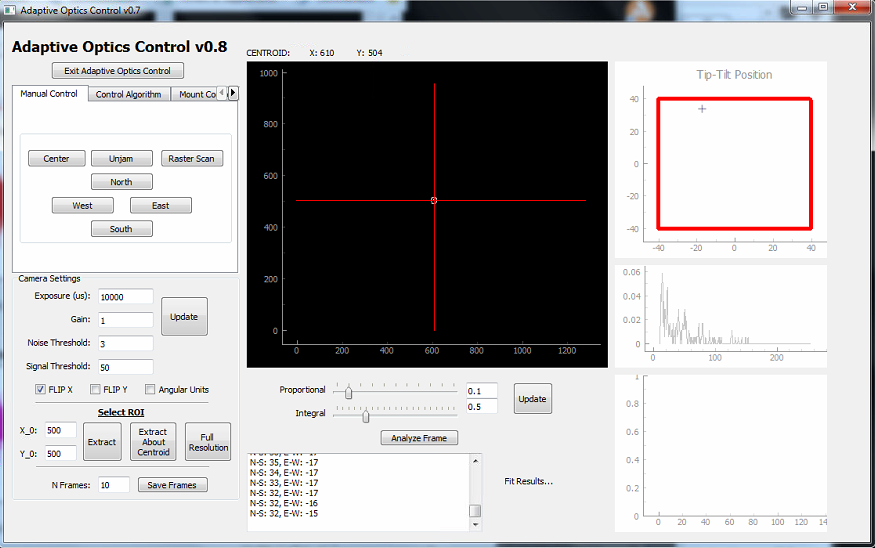 Adaptive Optics Control v0.7
Adaptive Optics Control v0.8
Exit Adaptive Optics Control
Manual Control
Control Algorithm
Mount Co
Center
Unjam
Raster Scan
North
West
East
South
Camera Settings
Exposure (us): 10000
Gain: 1
Update
Noise Threshold: 3
Signal Threshold: 50
FLIP X
FLIP Y
Angular Units
Select ROI
X_0: 500
Y_0: 500
Extract
Extract
About
Centroid
Full
Resolution
N Frames: 10
Save Frames
CENTROID: X: 610 Y: 504
1000
800
600
400
200
0
0 200 400 600 800 1000 1200
Proportional 0.1
Integral 0.5
Update
Analyze Frame
N-S: 35, E-W: -17
N-S: 34, E-W: -17
N-S: 33, E-W: -17
N-S: 32, E-W: -17
N-S: 32, E-W: -16
N-S: 32, E-W: -15
Fit Results...
Tip-Tilt Position
40
20
0
-20
-40
-40 -20 0 20 40
0.06
0.04
0.02
0
0 100 200
1
0.8
0.6
0.4
0.2
0
0 20 40 60 80 100 120 14